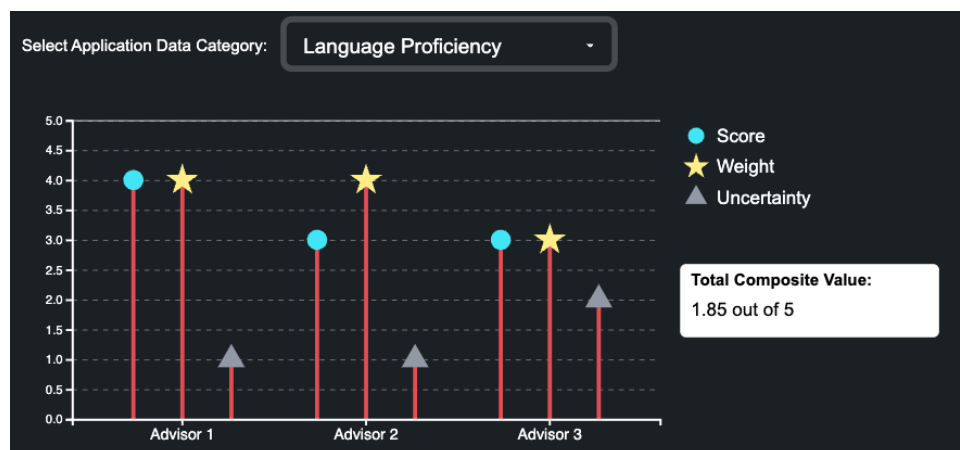 Select Application Data Category:
Language Proficiency
5.0
4.5
4.0
3.5
3.0
2.5
2.0
1.5
1.0
0.5
0.0
Advisor 1
Advisor 2
Advisor 3
Score
Weight
Uncertainty
Total Composite Value:
1.85 out of 5